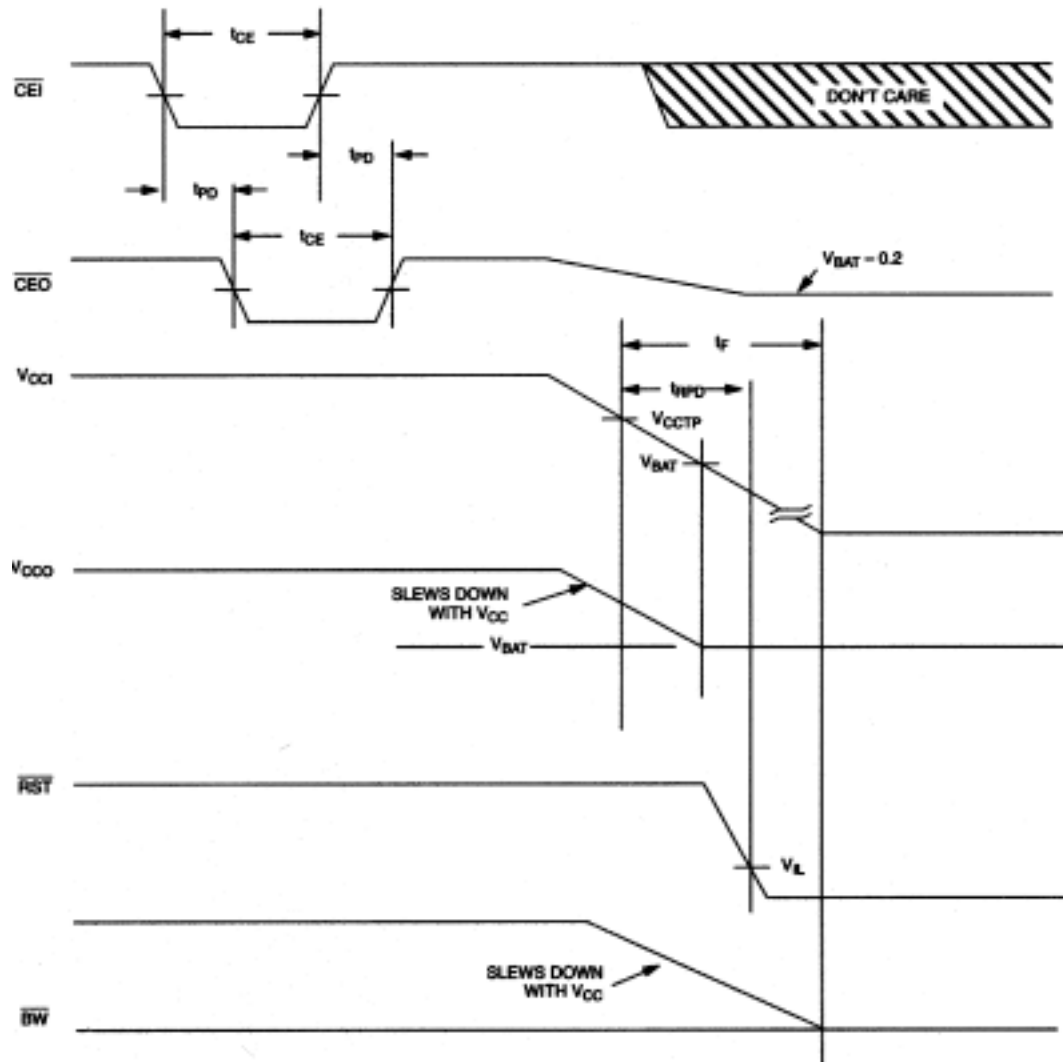 tCE
CEI
DON'T CARE
tPD
tPD
tCE
CEO
VBAT – 0.2
tF
VCCI
tRPD
VCCTP
VBAT
VCCO
SLEWS DOWN
WITH VCC
VBAT
RST
VIL
SLEWS DOWN
WITH VCC
BW